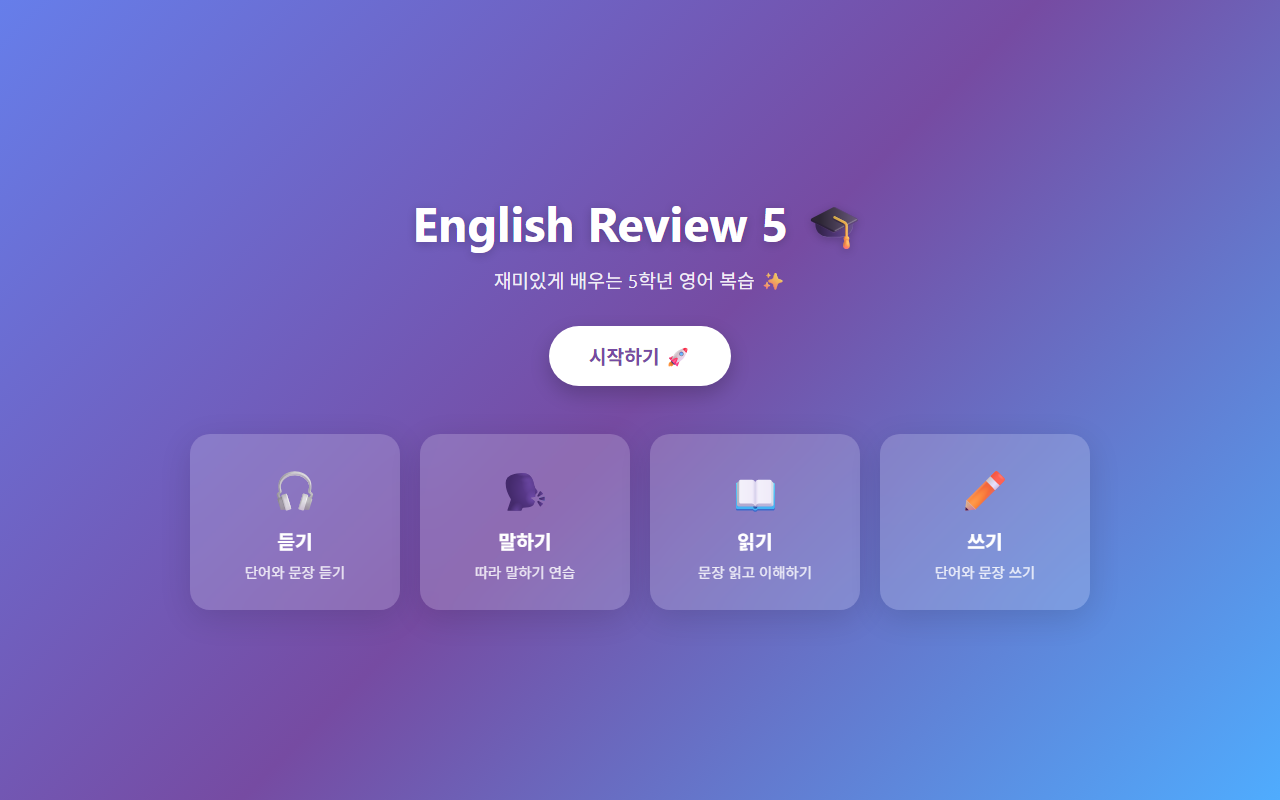 English Review 5 🎓
재미있게 배우는 5학년 영어 복습 ✨
시작하기 🚀
듣기
단어와 문장 듣기
말하기
따라 말하기 연습
읽기
문장 읽고 이해하기
쓰기
단어와 문장 쓰기